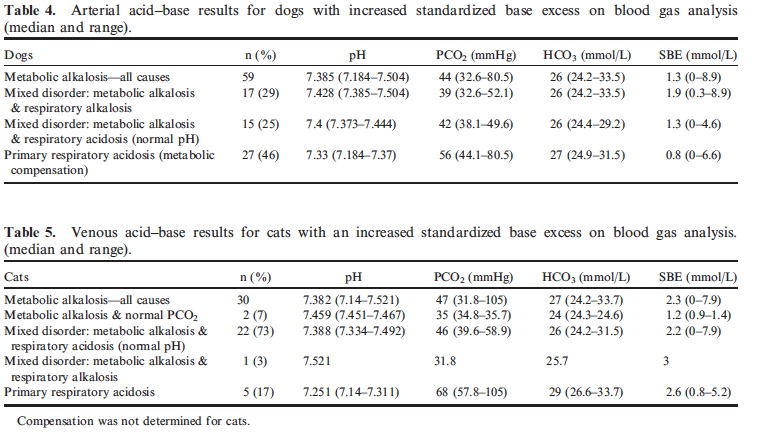 Table 4. Arterial acid–base results for dogs with increased standardized base excess on blood gas analysis
(median and range).
Dogs n (%) pH PCO2 (mmHg) HCO3 (mmol/L) SBE (mmol/L)
Metabolic alkalosis—all causes 59 7.385 (7.184–7.504) 44 (32.6–80.5) 26 (24.2–33.5) 1.3 (0–8.9)
Mixed disorder: metabolic alkalosis 17 (29) 7.428 (7.385–7.504) 39 (32.6–52.1) 26 (24.2–33.5) 1.9 (0.3–8.9)
& respiratory alkalosis
Mixed disorder: metabolic alkalosis 15 (25) 7.4 (7.373–7.444) 42 (38.1–49.6) 26 (24.4–29.2) 1.3 (0–4.6)
& respiratory acidosis (normal pH)
Primary respiratory acidosis (metabolic 27 (46) 7.33 (7.184–7.37) 56 (44.1–80.5) 27 (24.9–31.5) 0.8 (0–6.6)
compensation)
Table 5. Venous acid–base results for cats with an increased standardized base excess on blood gas analysis.
(median and range).
Cats n (%) pH PCO2 (mmHg) HCO3 (mmol/L) SBE (mmol/L)
Metabolic alkalosis—all causes 30 7.382 (7.14–7.521) 47 (31.8–105) 27 (24.2–33.7) 2.3 (0–7.9)
Metabolic alkalosis & normal PCO2 2 (7) 7.459 (7.451–7.467) 35 (34.8–35.7) 24 (24.3–24.6) 1.2 (0.9–1.4)
Mixed disorder: metabolic alkalosis & 22 (73) 7.388 (7.334–7.492) 46 (39.6–58.9) 26 (24.2–31.5) 2.2 (0–7.9)
respiratory acidosis (normal pH)
Mixed disorder: metabolic alkalosis & 1 (3) 7.521 31.8 25.7 3
respiratory alkalosis
Primary respiratory acidosis 5 (17) 7.251 (7.14–7.311) 68 (57.8–105) 29 (26.6–33.7) 2.6 (0.8–5.2)
Compensation was not determined for cats.